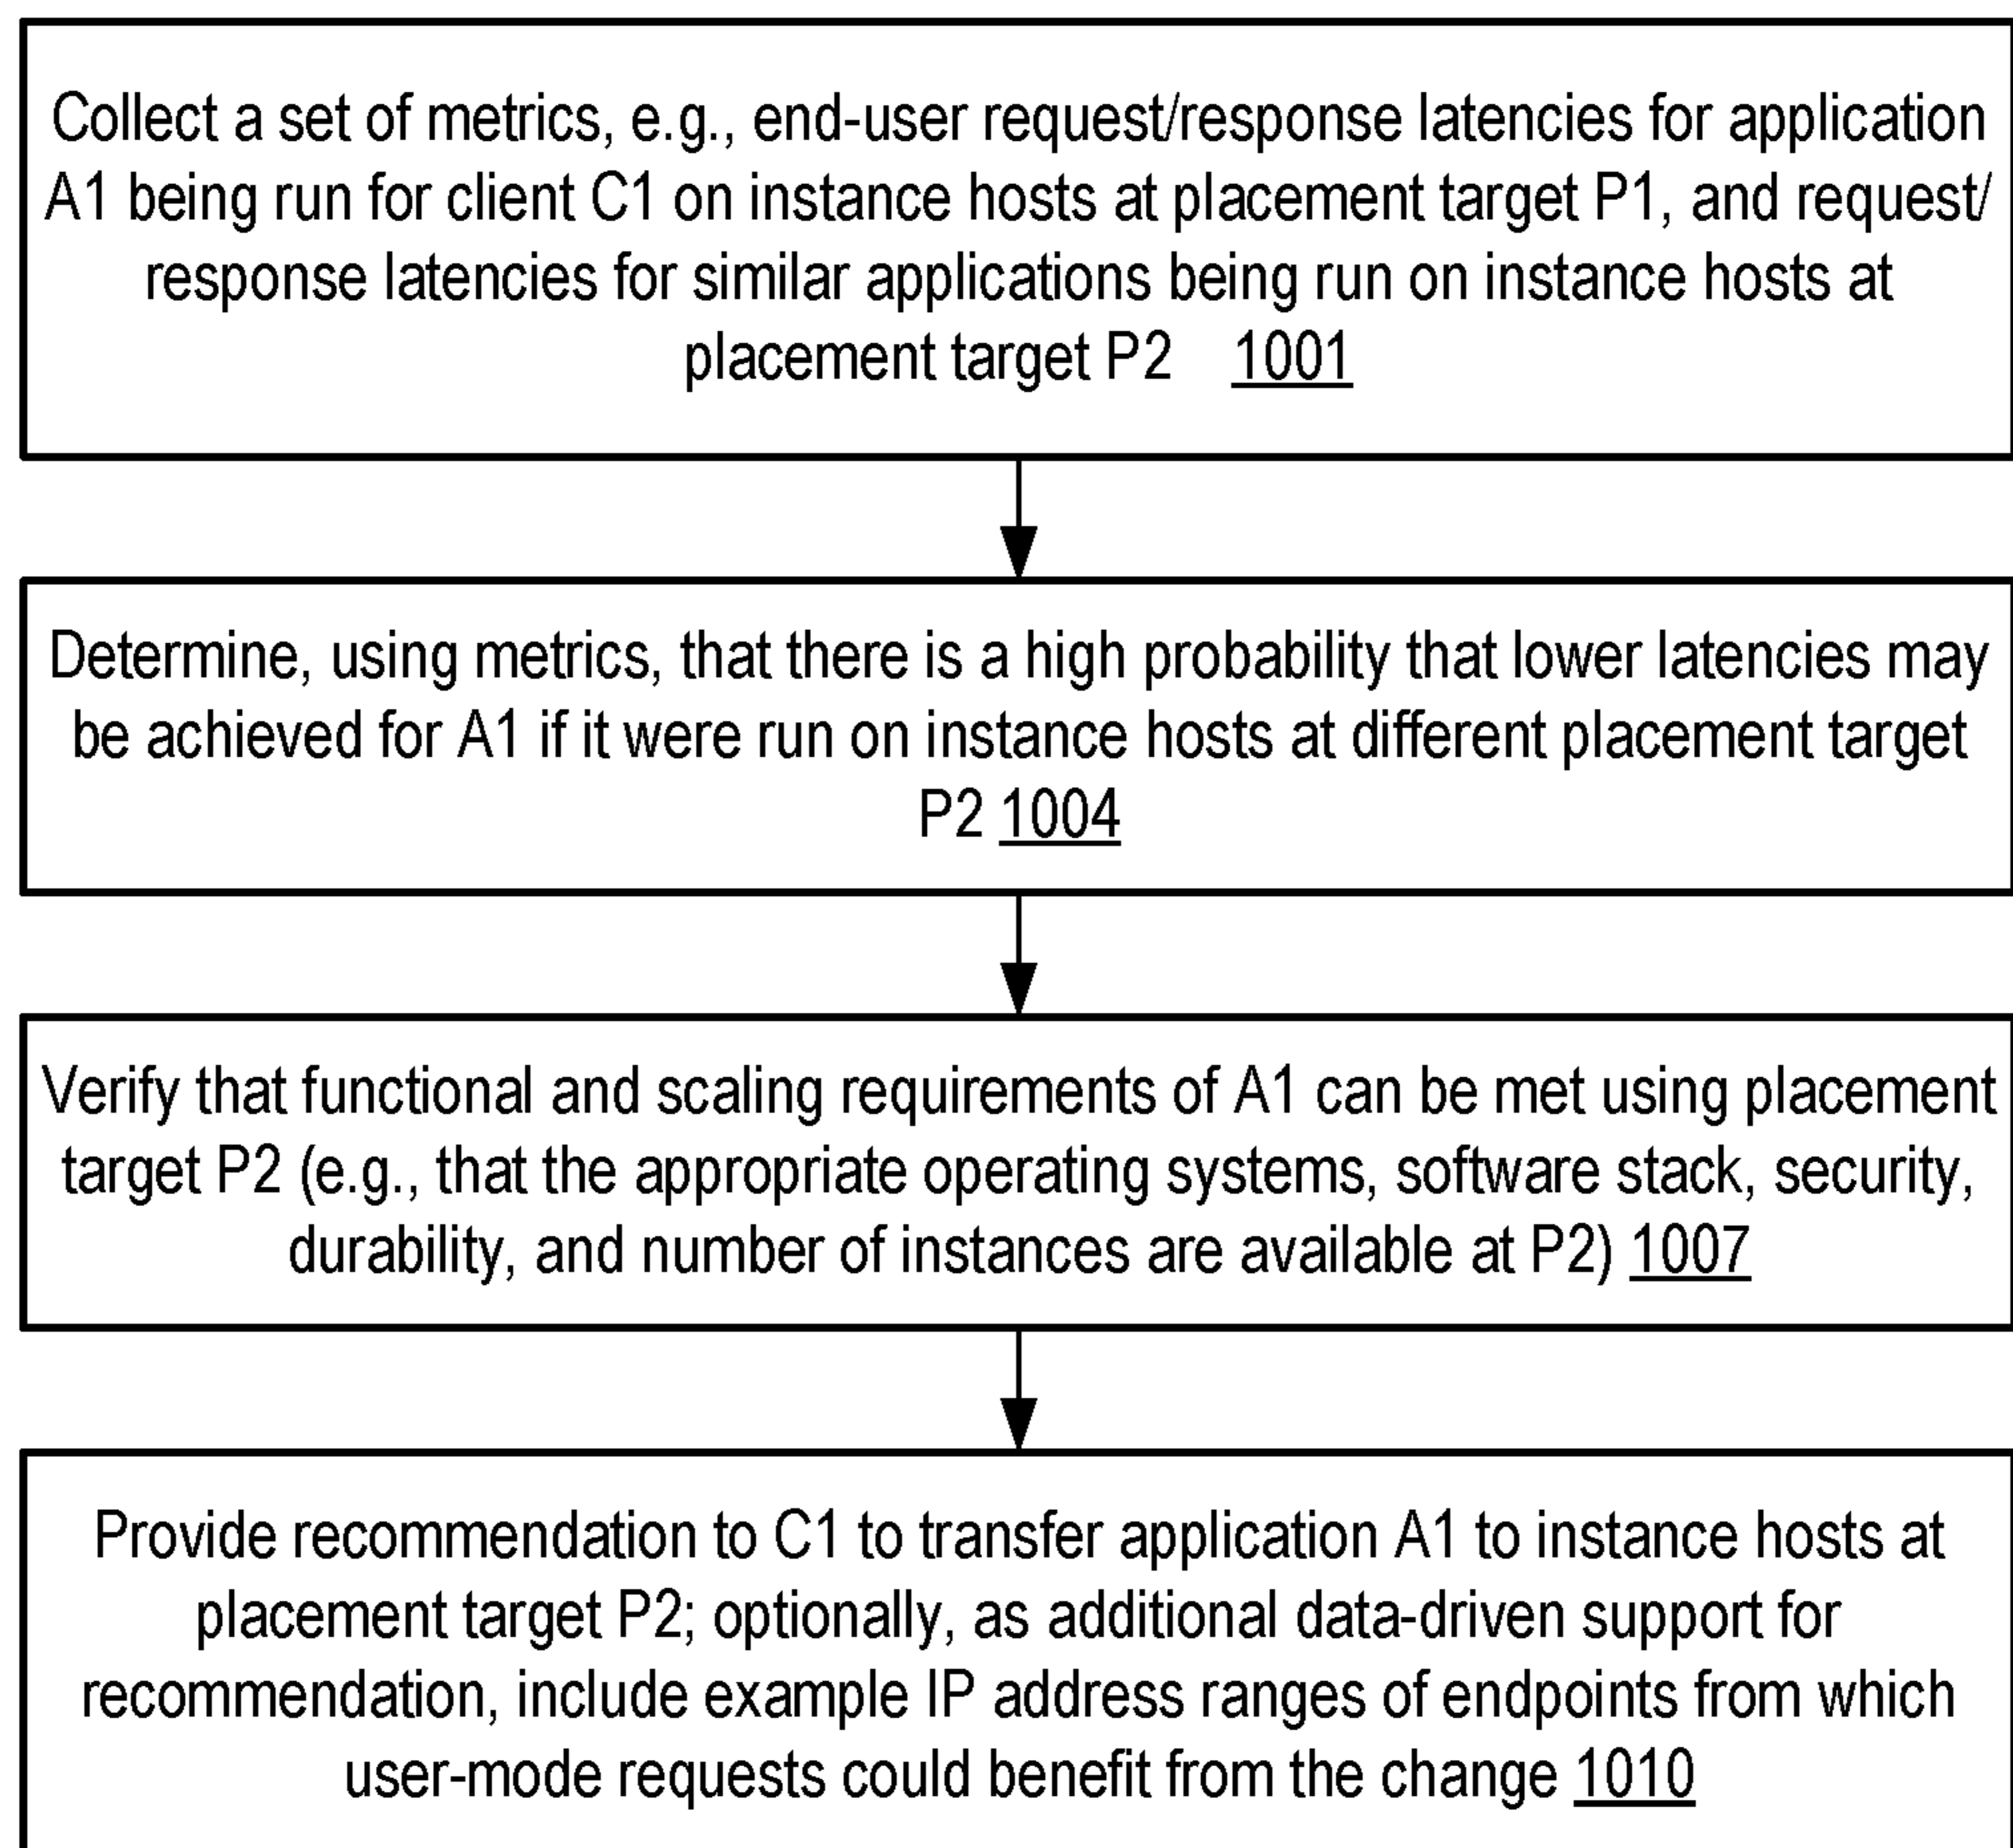 Collect a set of metrics, e.g., end-user request/response latencies for application
A1 being run for client C1 on instance hosts at placement target P1, and request/
response latencies for similar applications being run on instance hosts at
placement target P2 1001
Determine, using metrics, that there is a high probability that lower latencies may
be achieved for A1 if it were run on instance hosts at different placement target
P2 1004
Verify that functional and scaling requirements of A1 can be met using placement
target P2 (e.g., that the appropriate operating systems, software stack, security,
durability, and number of instances are available at P2) 1007
Provide recommendation to C1 to transfer application A1 to instance hosts at
placement target P2; optionally, as additional data-driven support for
recommendation, include example IP address ranges of endpoints from which
user-mode requests could benefit from the change 1010